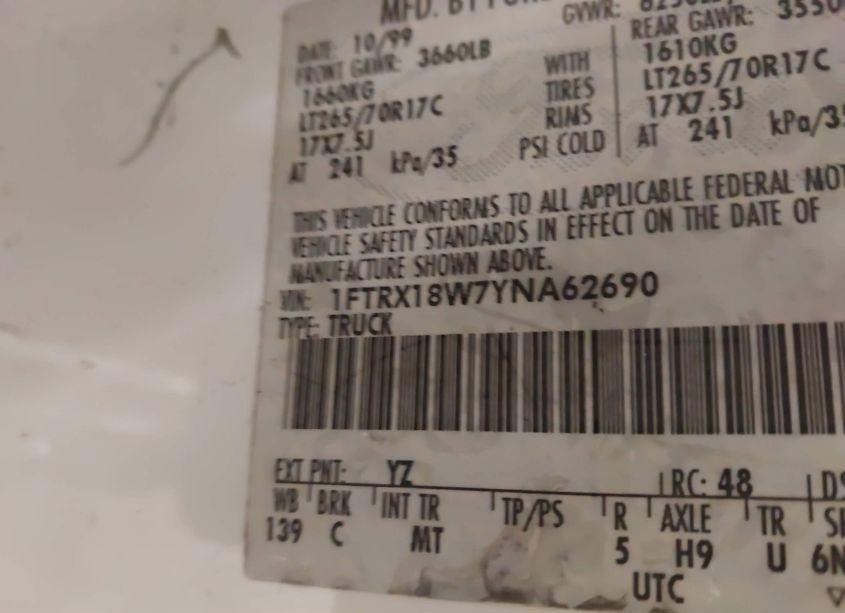 MFD. BY FOR
GVWR:
DATE: 10/99
FRONT GAWR: 3660LB
1660KG
LT265/70R17C
17X7.5J
AT 241 kPa/35
WITH
TIRES
RIMS
PSI COLD
REAR GAWR: 3550
1610KG
LT265/70R17C
17X7.5J
AT 241 kPa/35
THIS VEHICLE CONFORMS TO ALL APPLICABLE FEDERAL MOT
VEHICLE SAFETY STANDARDS IN EFFECT ON THE DATE OF
MANUFACTURE SHOWN ABOVE.
VIN: 1FTRX18W7YNA62690
TYPE: TRUCK
EXT PNT: YZ RC: 48 DS
WB BRK INT TR TP/PS R AXLE TR
139 C MT 5 H9 U 6N
UTC